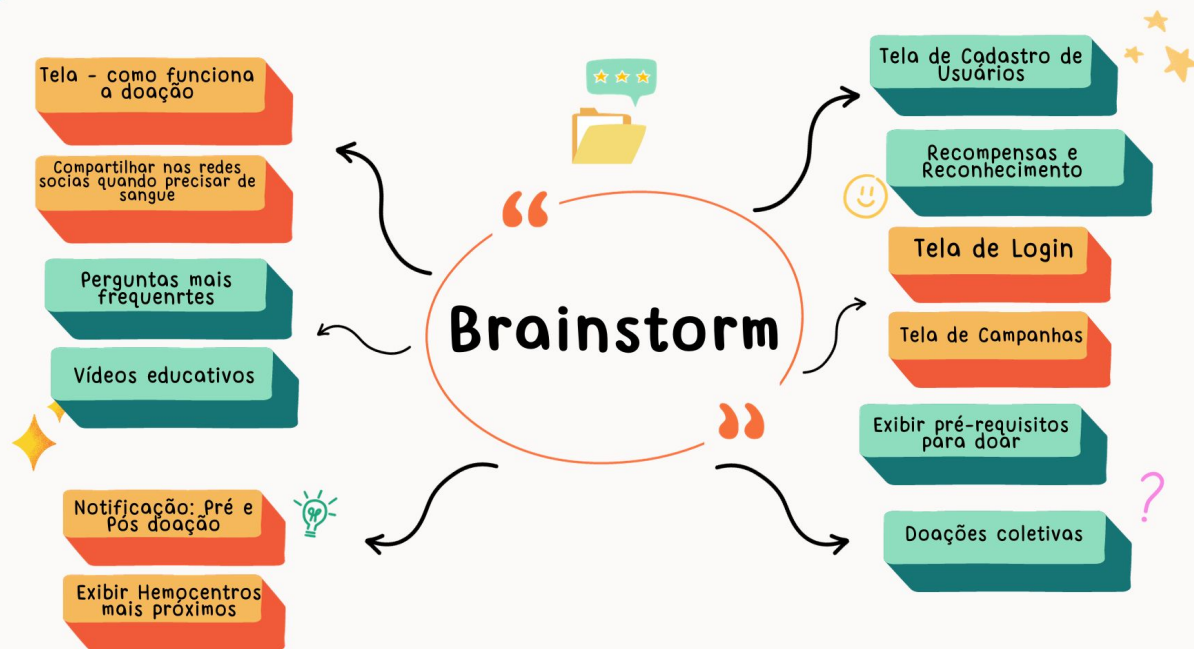 Tela - como funciona
a doação
Compartilhar nas redes
socias quando precisar de
sangue
Perguntas mais
frequenrtes
Vídeos educativos
Notificação: Pré e
Pós doação
Exibir Hemocentros
mais próximos
“
Brainstorm
”
Tela de Cadastro de
Usuários
Recompensas e
Reconhecimento
Tela de Login
Tela de Campanhas
Exibir pré-requisitos
para doar
Doações coletivas
?